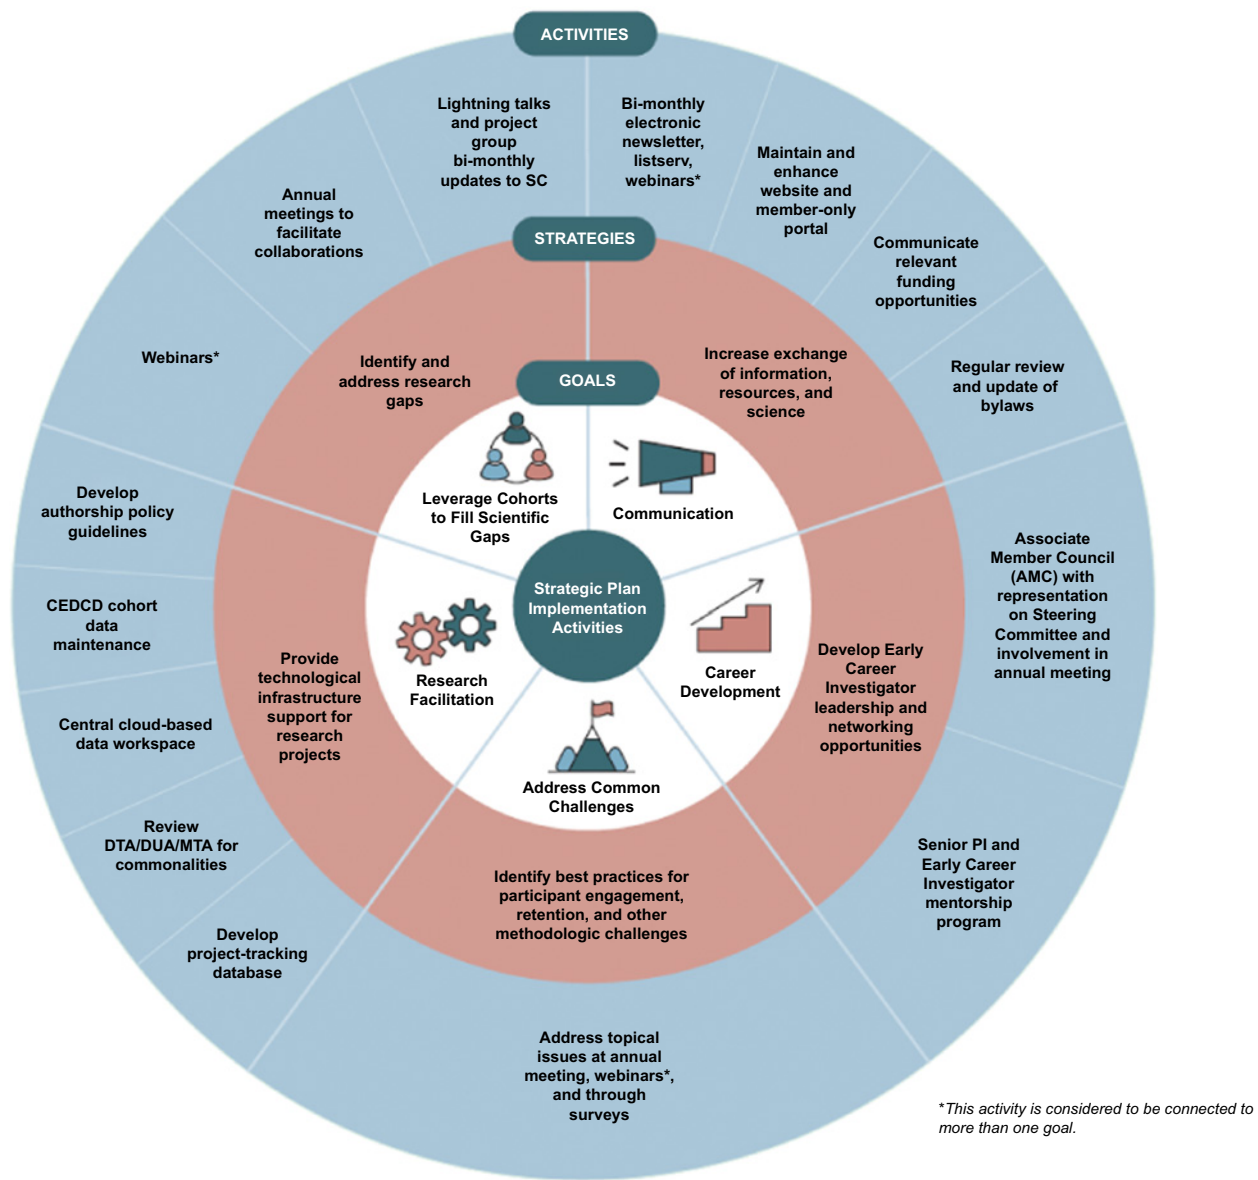 ACTIVITIES
Lightning talks
and project
group
bi-monthly
updates to SC
Bi-monthly
electronic
newsletter,
listserv,
webinars*
Maintain and
enhance
website and
member-only
portal
Communicate
relevant
funding
opportunities
Regular review
and update of
bylaws
Associate
Member Council
(AMC) with
representation
on Steering
Committee and
involvement in
annual meeting
Senior PI and
Early Career
Investigator
mentorship
program
Address topical
issues at annual
meeting, webinars*,
and through
surveys
Develop
project-tracking
database
Review
DTA/DUA/MTA for
commonalities
Central cloud-based
data workspace
CEDCD cohort
data
maintenance
Develop
authorship policy
guidelines
Webinars*
Annual
meetings to
facilitate
collaborations
STRATEGIES
Identify and
address research
gaps
Increase exchange
of information,
resources, and
science
Develop Early
Career
Investigator
leadership and
networking
opportunities
Identify best practices for
participant engagement,
retention, and other
methodologic challenges
Provide
technological
infrastructure
support for
research
projects
GOALS
Leverage Cohorts
to Fill Scientific
Gaps
Communication
Career
Development
Address Common
Challenges
Research
Facilitation
Strategic Plan
Implementation
Activities
*This activity is considered to be connected to
more than one goal.